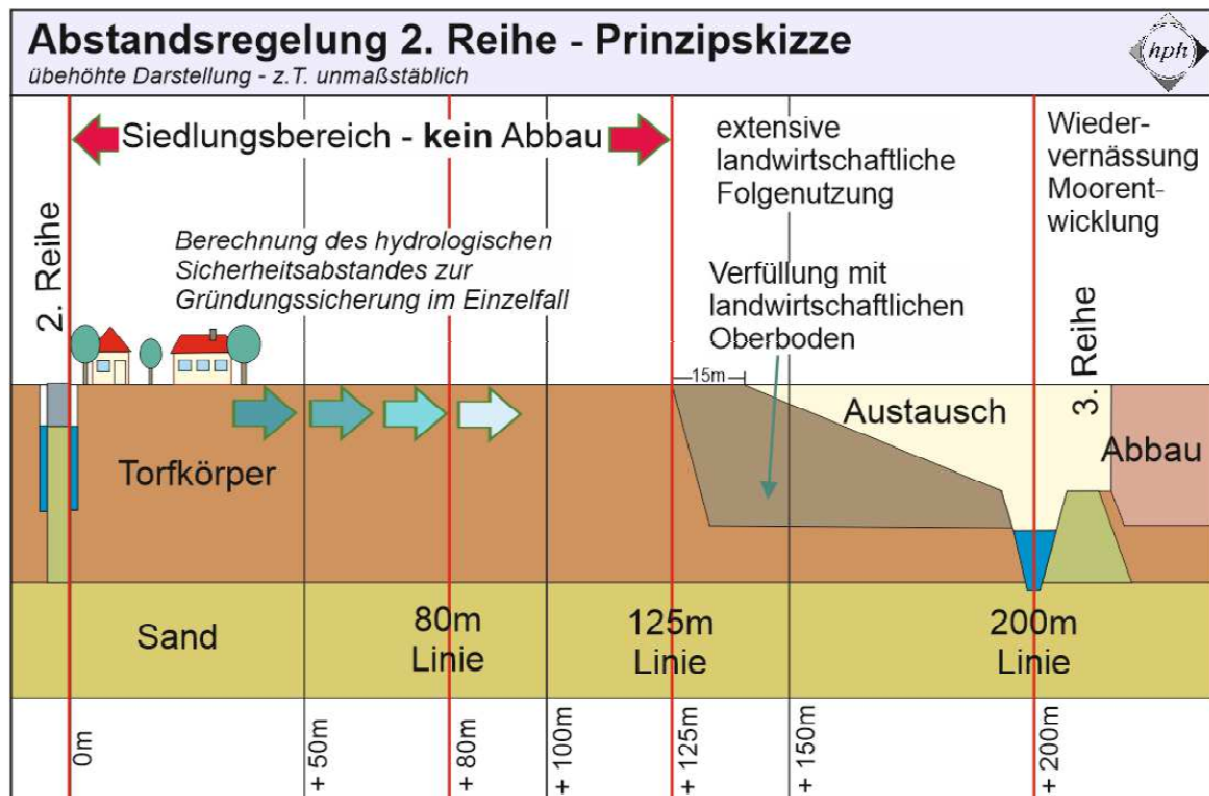 Abstandsregelung 2. Reihe - Prinzipskizze
übehöhte Darstellung - z.T. unmaßstäblich
hph
Siedlungsbereich - kein Abbau
extensive
landwirtschaftliche
Folgenutzung
Wieder-
vernässung
Moorent-
wicklung
2. Reihe
Berechnung des hydrologischen
Sicherheitsabstandes zur
Gründungssicherung im Einzelfall
Verfüllung mit
landwirtschaftlichen
Oberboden
3. Reihe
15m
Austausch
Abbau
Torfkörper
Sand
80m
Linie
125m
Linie
200m
Linie
0m
+ 50m
+ 80m
+ 100m
+ 125m
+ 150m
+ 200m